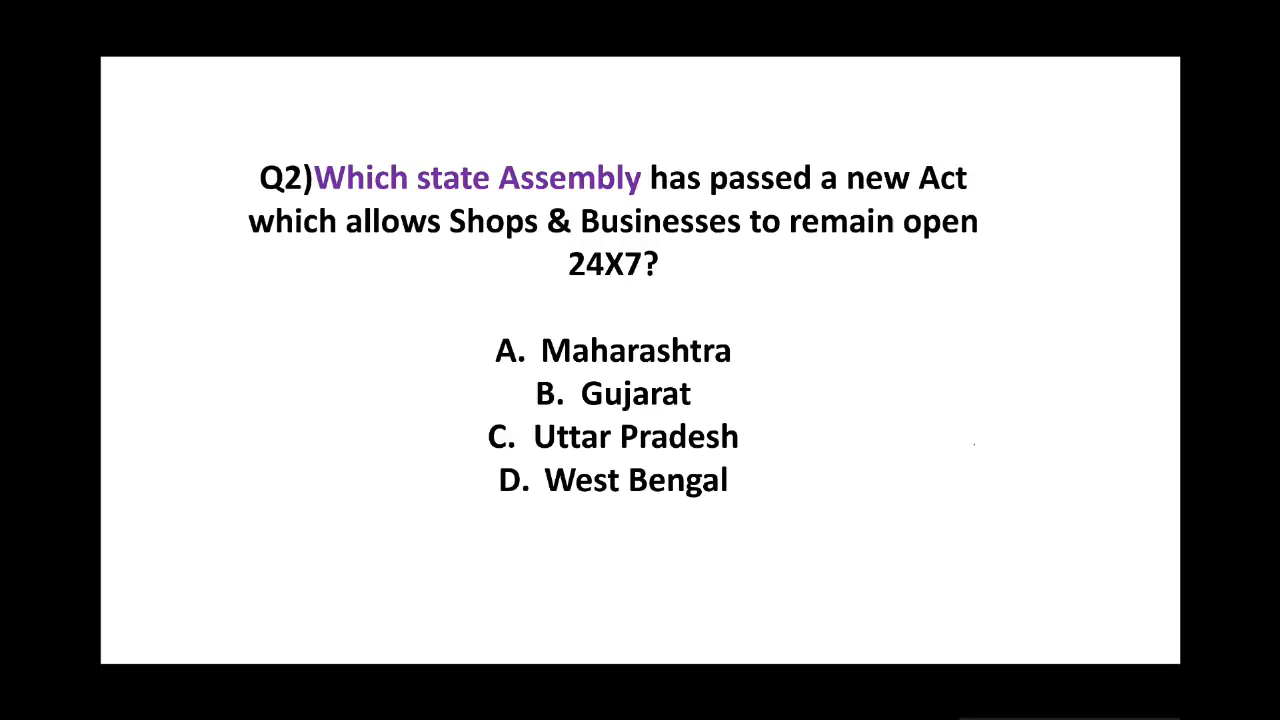 Q2)Which state Assembly has passed a new Act
which allows Shops & Businesses to remain open
24X7?
A. Maharashtra
B. Gujarat
C. Uttar Pradesh
D. West Bengal